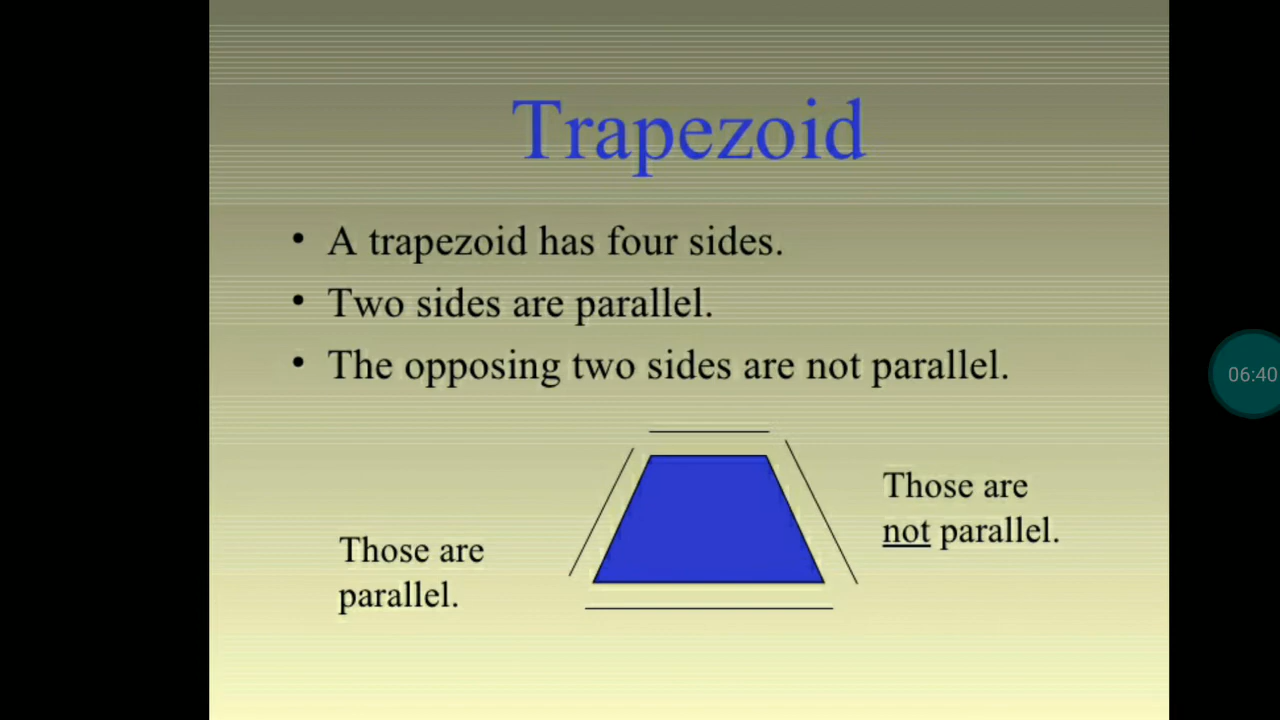 Trapezoid
• A trapezoid has four sides.
• Two sides are parallel.
• The opposing two sides are not parallel.
Those are
not parallel.
Those are
parallel.
06:40